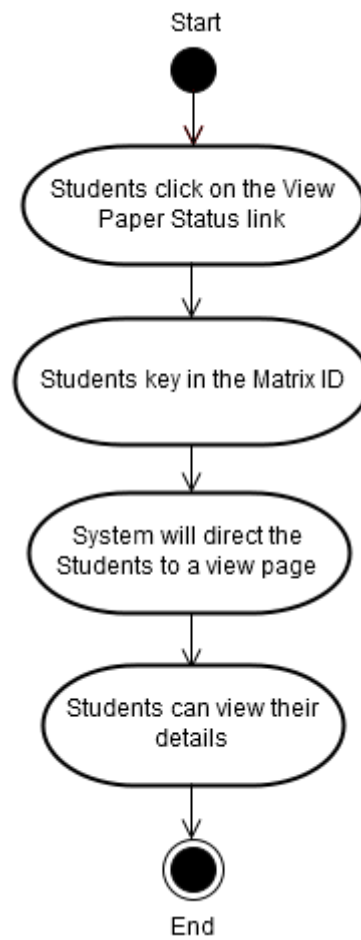 Start
Students click on the View
Paper Status link
Students key in the Matrix ID
System will direct the
Students to a view page
Students can view their
details
End